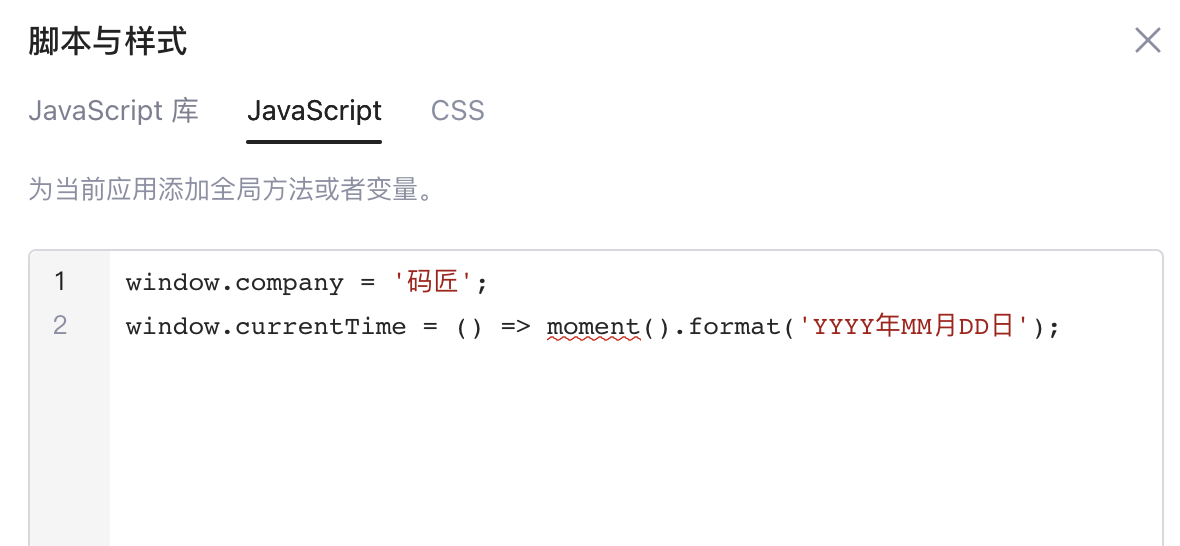 脚本与样式
JavaScript 库 JavaScript CSS
为当前应用添加全局方法或者变量。
1 window.company = '码匠';
2 window.currentTime = () => moment().format('YYYY年MM月DD日');